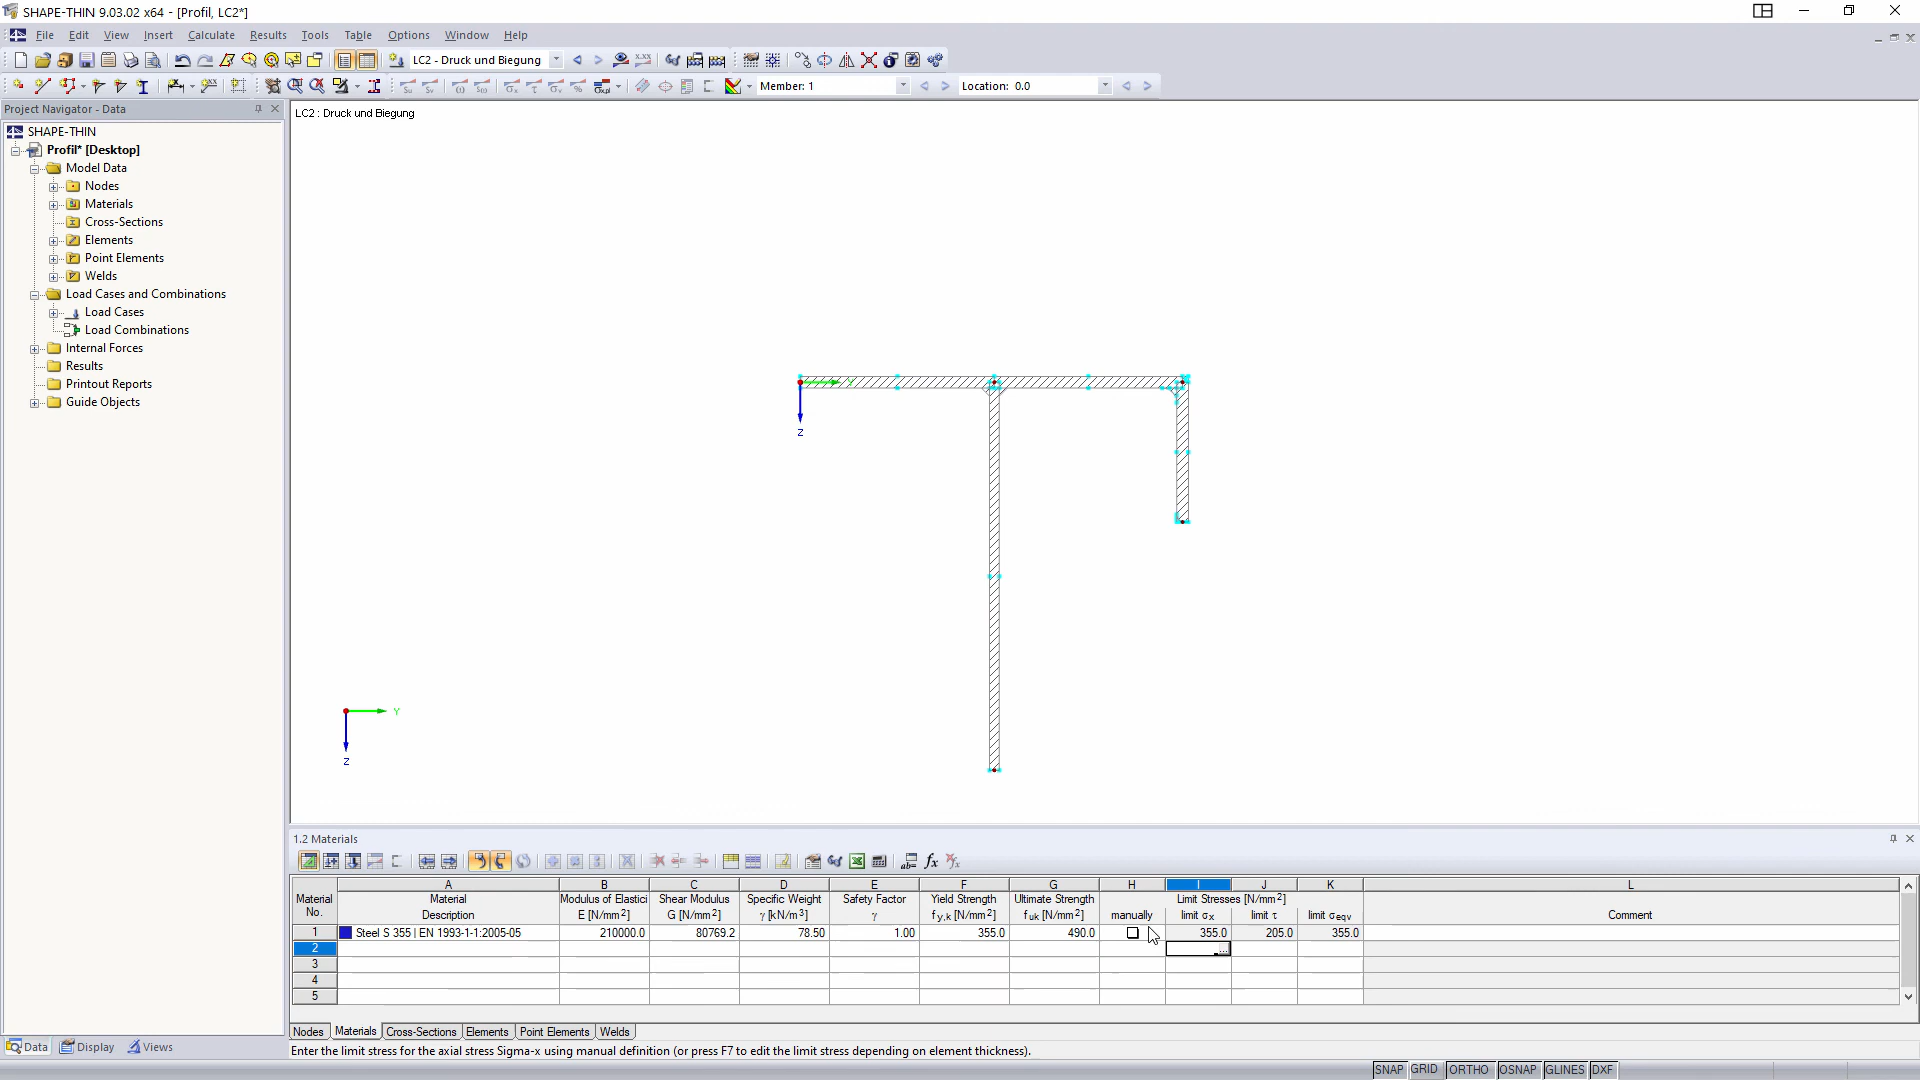 SHAPE-THIN 9.03.02 x64 - [Profil, LC2*]
File Edit View Insert Calculate Results Tools Table Options Window Help
LC2 - Druck und Biegung
Member: 1
Location: 0.0
Project Navigator - Data
SHAPE-THIN
Profil* [Desktop]
Model Data
Nodes
Materials
Cross-Sections
Elements
Point Elements
Welds
Load Cases and Combinations
Load Cases
Load Combinations
Internal Forces
Results
Printout Reports
Guide Objects
Data Display Views
LC2 : Druck und Biegung
Y
Z
Y
Z
1.2 Materials
A B C D E F G H I J K L
Material Material Modulus of Elastici Shear Modulus Specific Weight Safety Factor Yield Strength Ultimate Strength Limit Stresses [N/mm²]
No. Description E [N/mm²] G [N/mm²] γ [kN/m³] γ fy,k [N/mm²] fuk [N/mm²] manually limit σx limit τ limit σeqv Comment
1 Steel S 355 | EN 1993-1-1:2005-05 210000.0 80769.2 78.50 1.00 355.0 490.0 355.0 205.0 355.0
2
3
4
5
Nodes Materials Cross-Sections Elements Point Elements Welds
Enter the limit stress for the axial stress Sigma-x using manual definition (or press F7 to edit the limit stress depending on element thickness).
SNAP GRID ORTHO OSNAP GLINES DXF